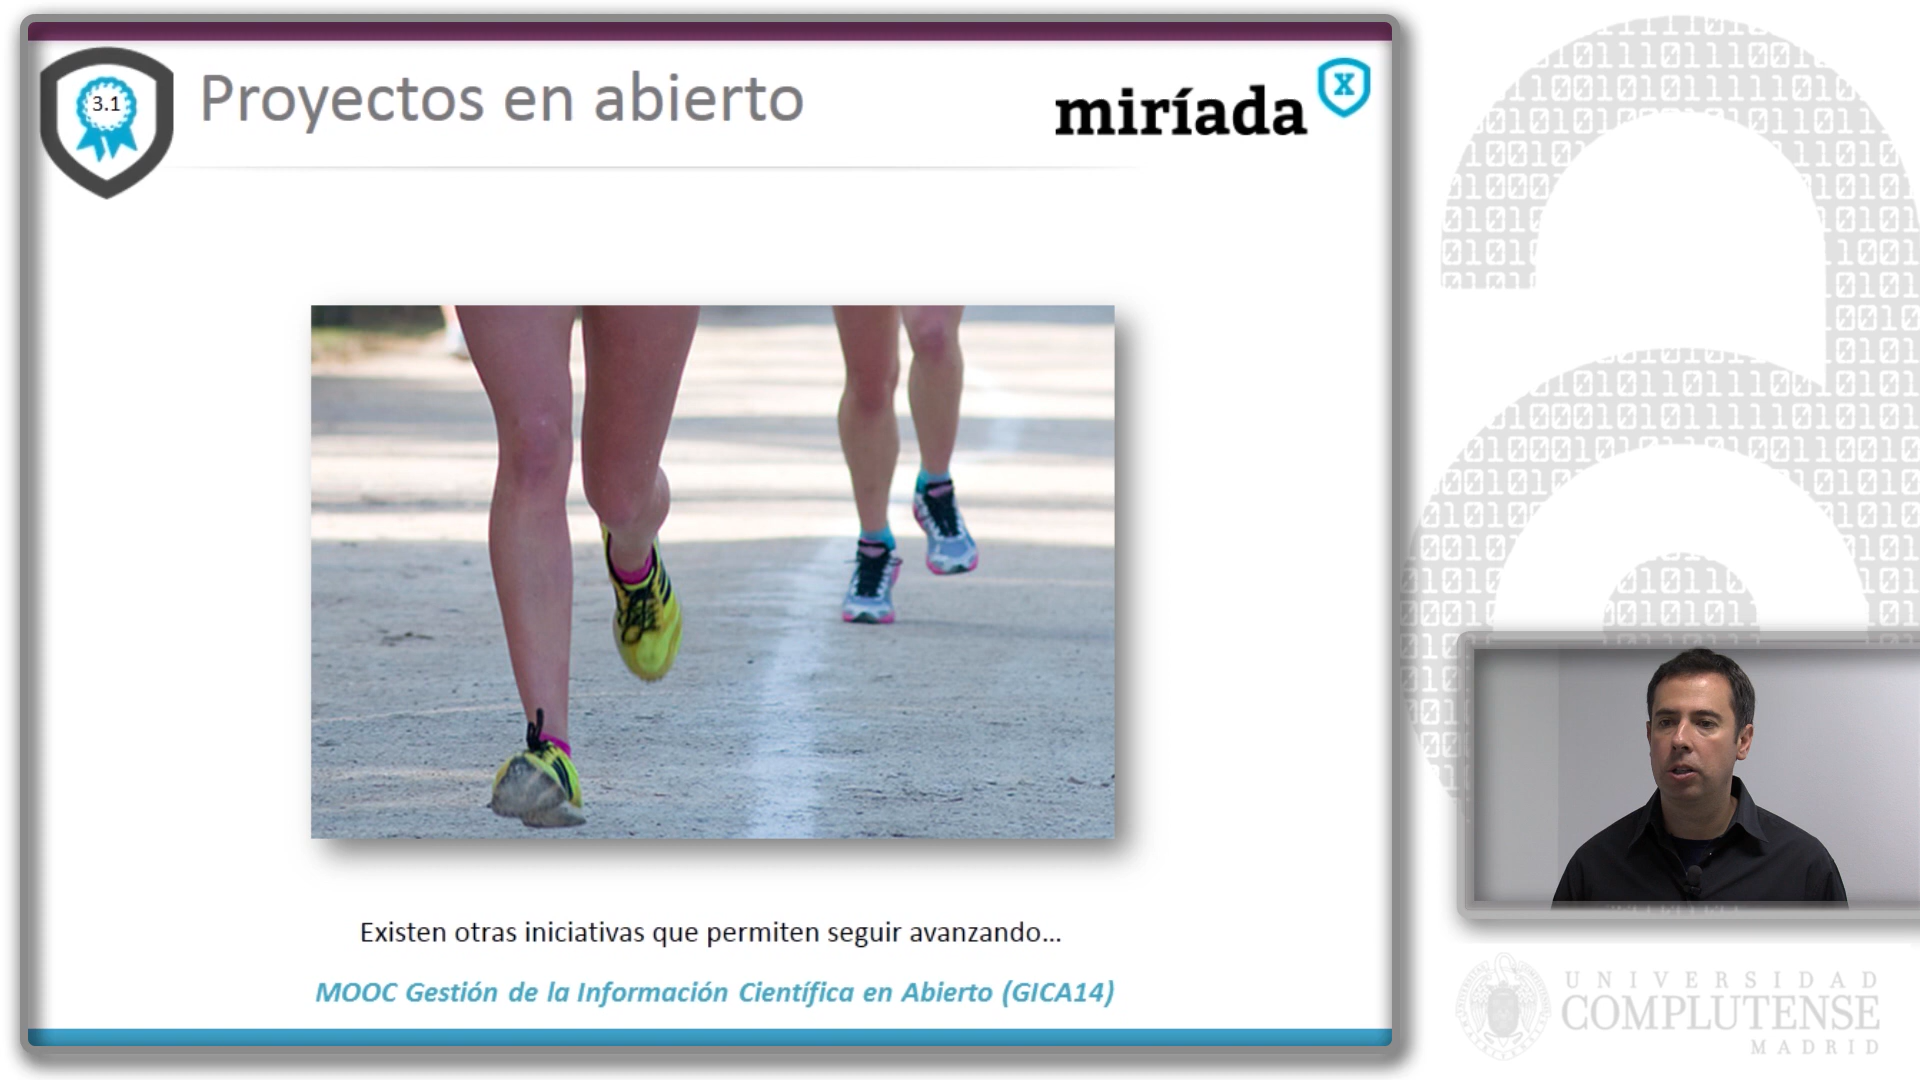 3.1
Proyectos en abierto
miríada
X
Existen otras iniciativas que permiten seguir avanzando...
MOOC Gestión de la Información Científica en Abierto (GICA14)
UNIVERSIDAD
COMPLUTENSE
MADRID